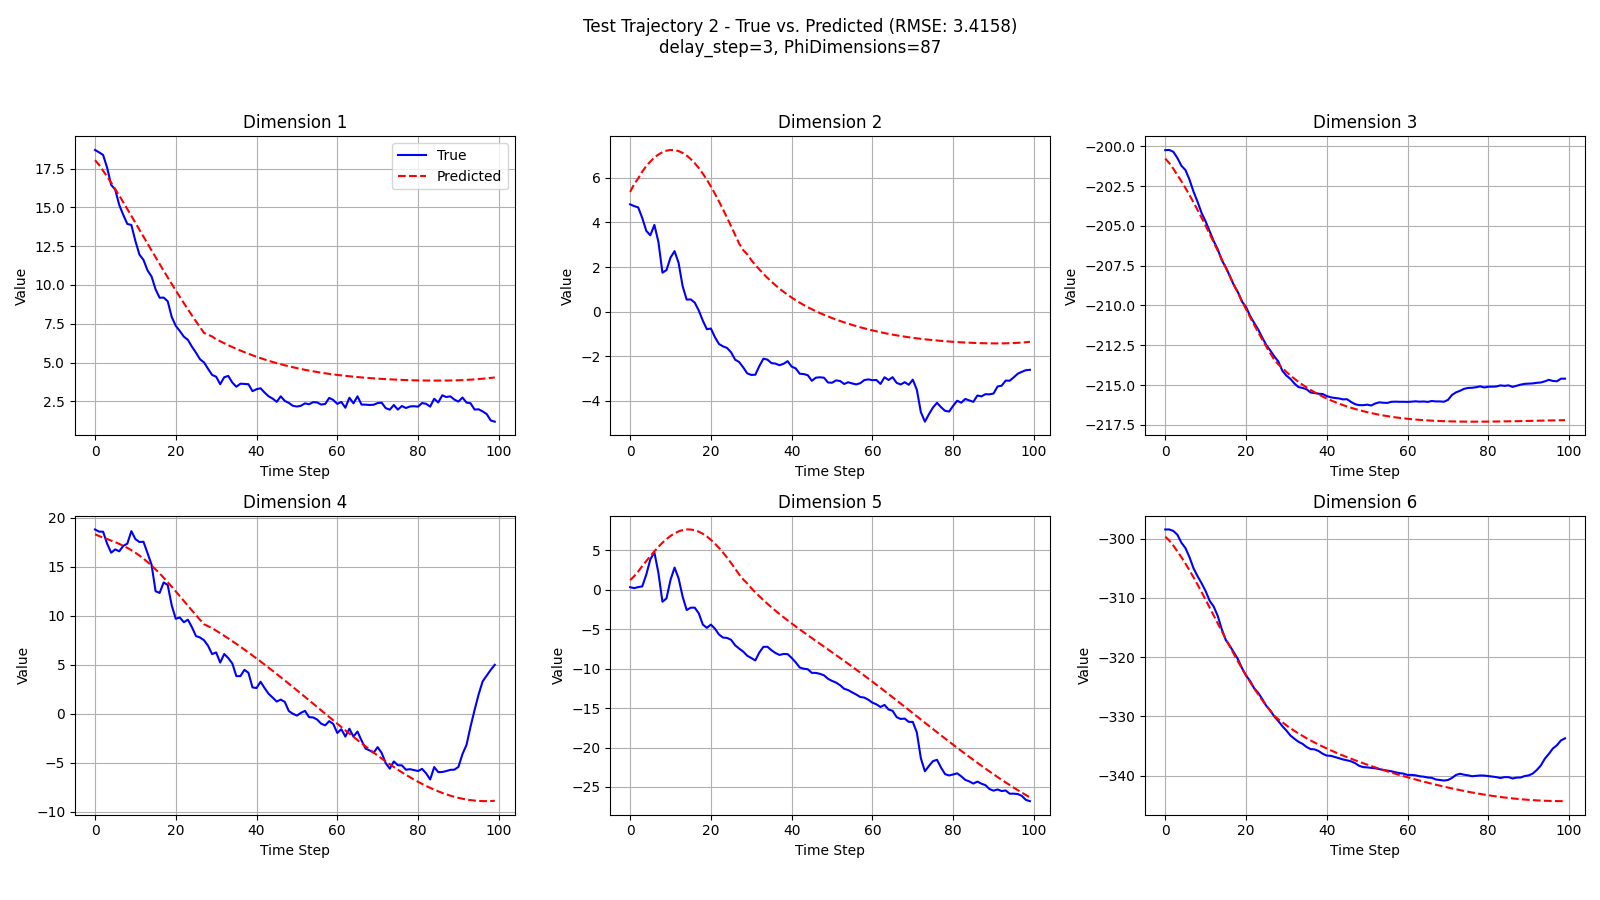 Test Trajectory 2 - True vs. Predicted (RMSE: 3.4158)
delay_step=3, PhiDimensions=87
Dimension 1
True
Predicted
17.5
15.0
12.5
10.0
7.5
5.0
2.5
Value
0 20 40 60 80 100
Time Step
Dimension 2
6
4
2
0
−2
−4
Value
0 20 40 60 80 100
Time Step
Dimension 3
−200.0
−202.5
−205.0
−207.5
−210.0
−212.5
−215.0
−217.5
Value
0 20 40 60 80 100
Time Step
Dimension 4
20
15
10
5
0
−5
−10
Value
0 20 40 60 80 100
Time Step
Dimension 5
5
0
−5
−10
−15
−20
−25
Value
0 20 40 60 80 100
Time Step
Dimension 6
−300
−310
−320
−330
−340
Value
0 20 40 60 80 100
Time Step